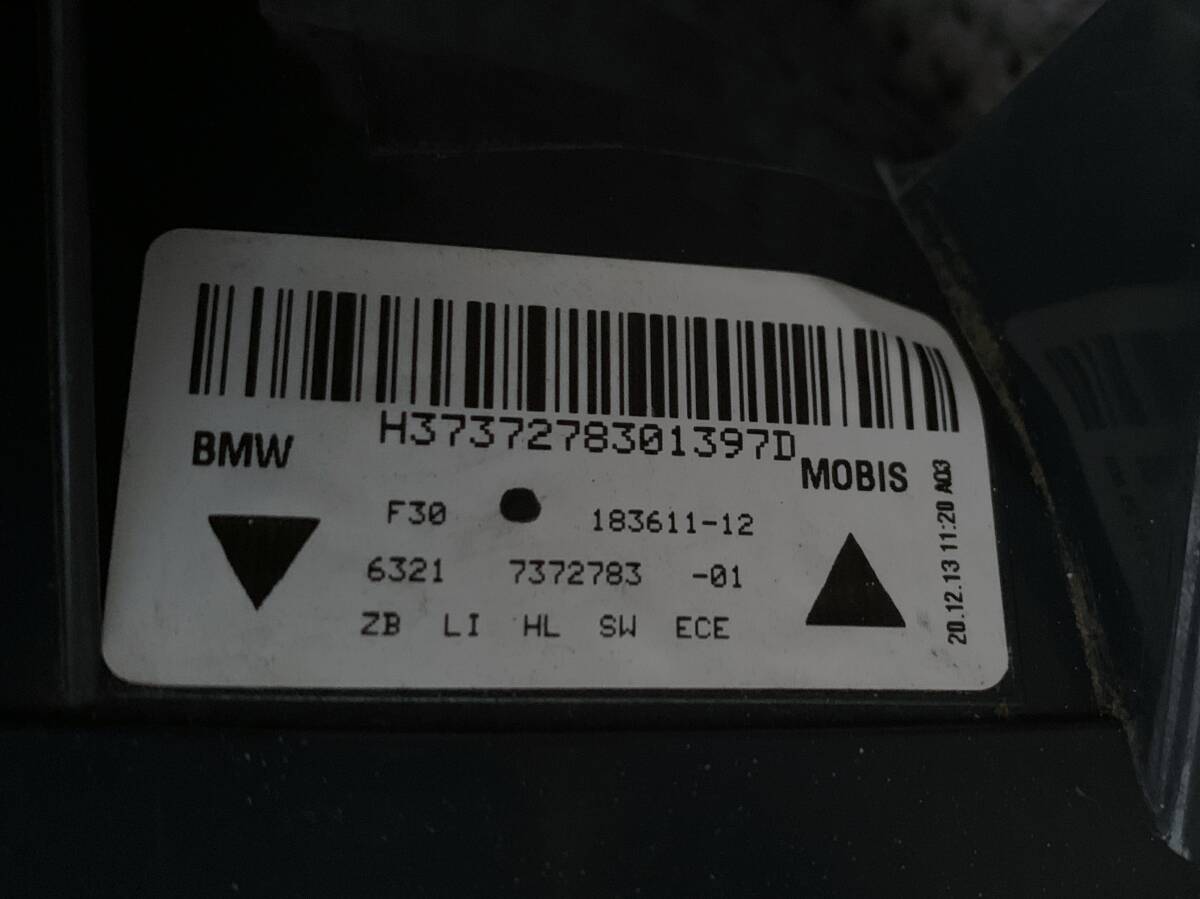 H3737278301397D
BMW
MOBIS
F30 183611-12
6321 7372783 -01
ZB LI HL SW ECE
20.12.13 11:20 A03